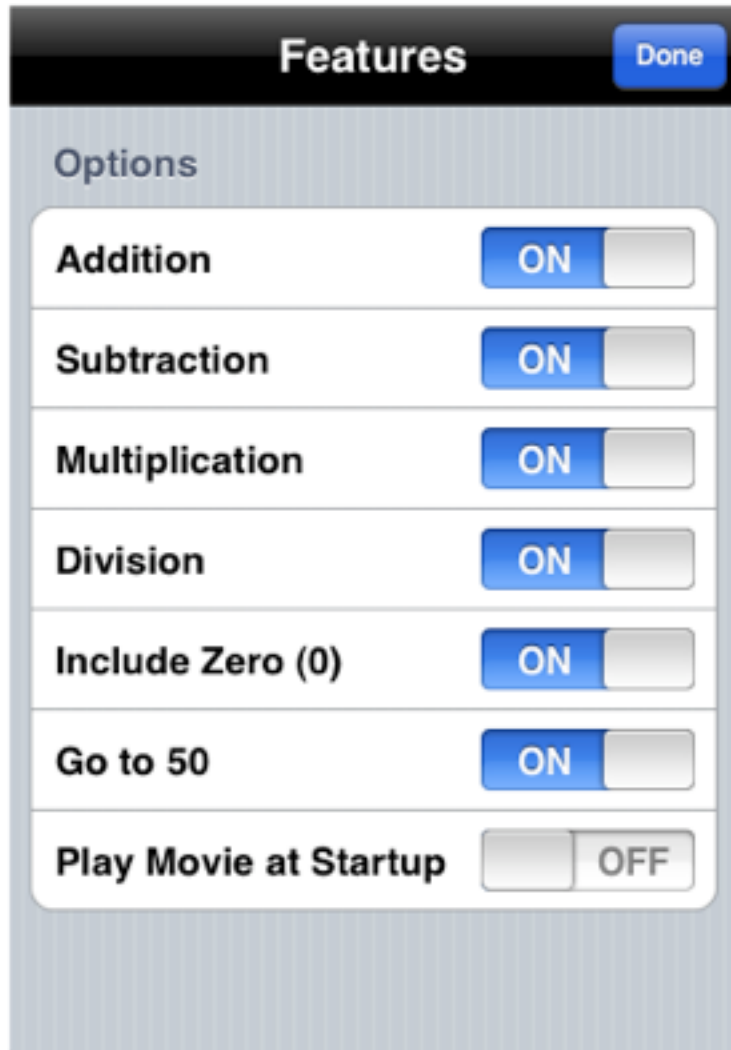 Features
Done
Options
Addition ON
Subtraction ON
Multiplication ON
Division ON
Include Zero (0) ON
Go to 50 ON
Play Movie at Startup OFF